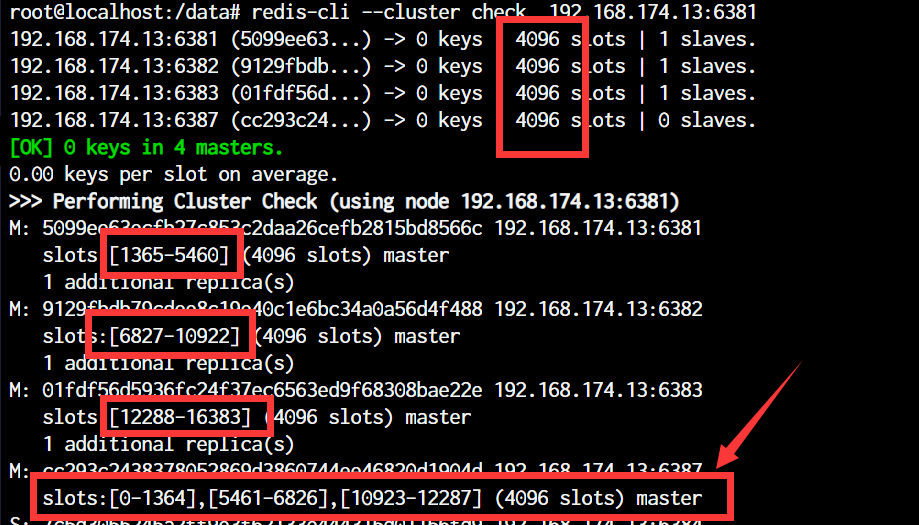 root@localhost:/data# redis-cli --cluster check 192.168.174.13:6381
192.168.174.13:6381 (5099ee63...) -> 0 keys 4096 slots | 1 slaves.
192.168.174.13:6382 (9129fbdb...) -> 0 keys 4096 slots | 1 slaves.
192.168.174.13:6383 (01fdf56d...) -> 0 keys 4096 slots | 1 slaves.
192.168.174.13:6387 (cc293c24...) -> 0 keys 4096 slots | 0 slaves.
[OK] 0 keys in 4 masters.
0.00 keys per slot on average.
>>> Performing Cluster Check (using node 192.168.174.13:6381)
M: 192.168.174.13:6381
slots:[1365-5460] (4096 slots) master
1 additional replica(s)
M: 192.168.174.13:6382
slots:[6827-10922] (4096 slots) master
1 additional replica(s)
M: 01fdf56d5936fc24f37ec6563ed9f68308bae22e 192.168.174.13:6383
slots:[12288-16383] (4096 slots) master
1 additional replica(s)
M: 192.168.174.13:6387
slots:[0-1364],[5461-6826],[10923-12287] (4096 slots) master